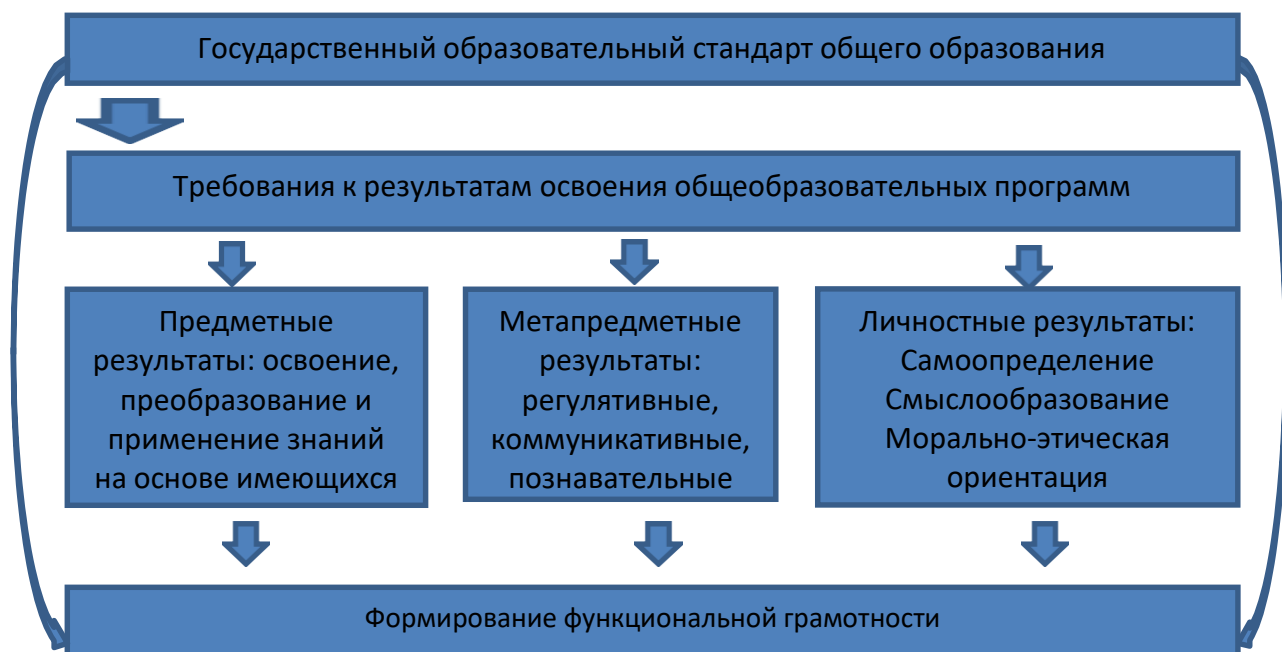 Государственный образовательный стандарт общего образования
Требования к результатам освоения общеобразовательных программ
Предметные
результаты: освоение,
преобразование и
применение знаний
на основе имеющихся
Метапредметные
результаты:
регулятивные,
коммуникативные,
познавательные
Личностные результаты:
Самоопределение
Смыслообразование
Морально-этическая
ориентация
Формирование функциональной грамотности